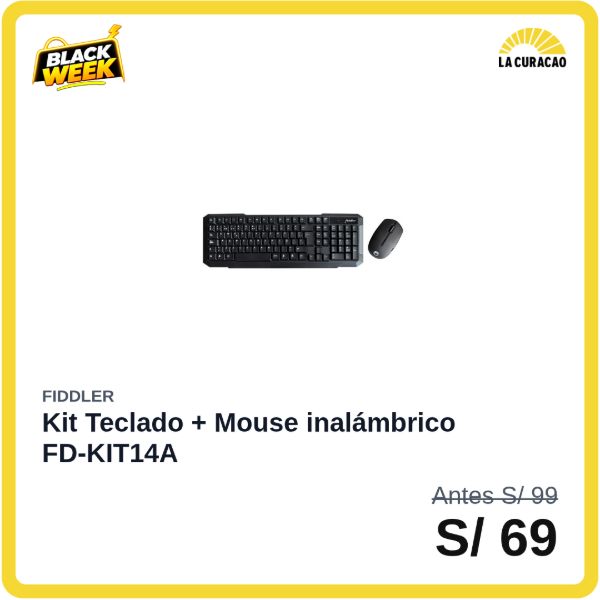 BLACK
WEEK
LA CURACAO
FIDDLER
Kit Teclado + Mouse inalámbrico
FD-KIT14A
Antes S/ 99
S/ 69